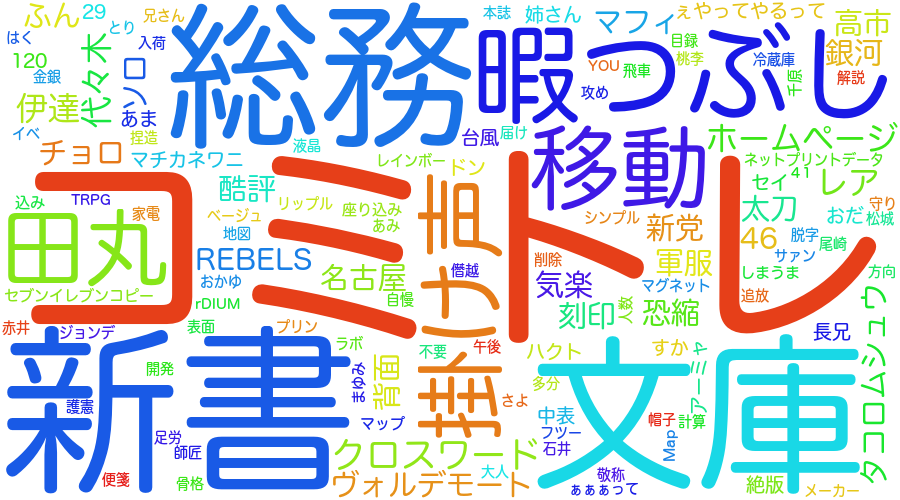 兄さん
本誌
姉さん
マフィ
ぇやってやるって
ふん
29
とり
目録
高市
はく
入荷
総務
暇つぶし
YOU
飛車
桃李
冷蔵庫
銀河
120
金銀
代々木
ンロ
攻め
千原
解説
伊達
あま
台風
届け
移動
ホームページ
イベ
捏造
液晶
チョロ
マチカネワニ
レインボー
ドン
ネットプリントデータ
41
コミトレ
酷評
セイ
レア
込み
TRPG
家電
ベージュ
リップル
座り込み
あみ
掛け声
シンプル
新党
太刀
おだ
守り
松城
田丸
地図
46
脱字
尾崎
REBELS
おかゆ
名古屋
僭越
削除
軍服
サァン
セブンイレブンコピー
rDIUM
自慢
気楽
マグネット
しまうま
方向
赤井
ジョンデ
表面
プリン
刻印
人数
恐縮
追放
タコロムシュウ
新書
ラボ
不要
午後
文庫
長兄
開発
まゆみ
背面
ハクト
すか
アーミャ
護憲
多分
足労
マップ
さよ
中表
帽子
計算
師匠
クロスワード
フツー
石井
Map
便箋
骨格
ヴォルデモート
大人
敬称
ぁぁぁって
絶版
メーカー